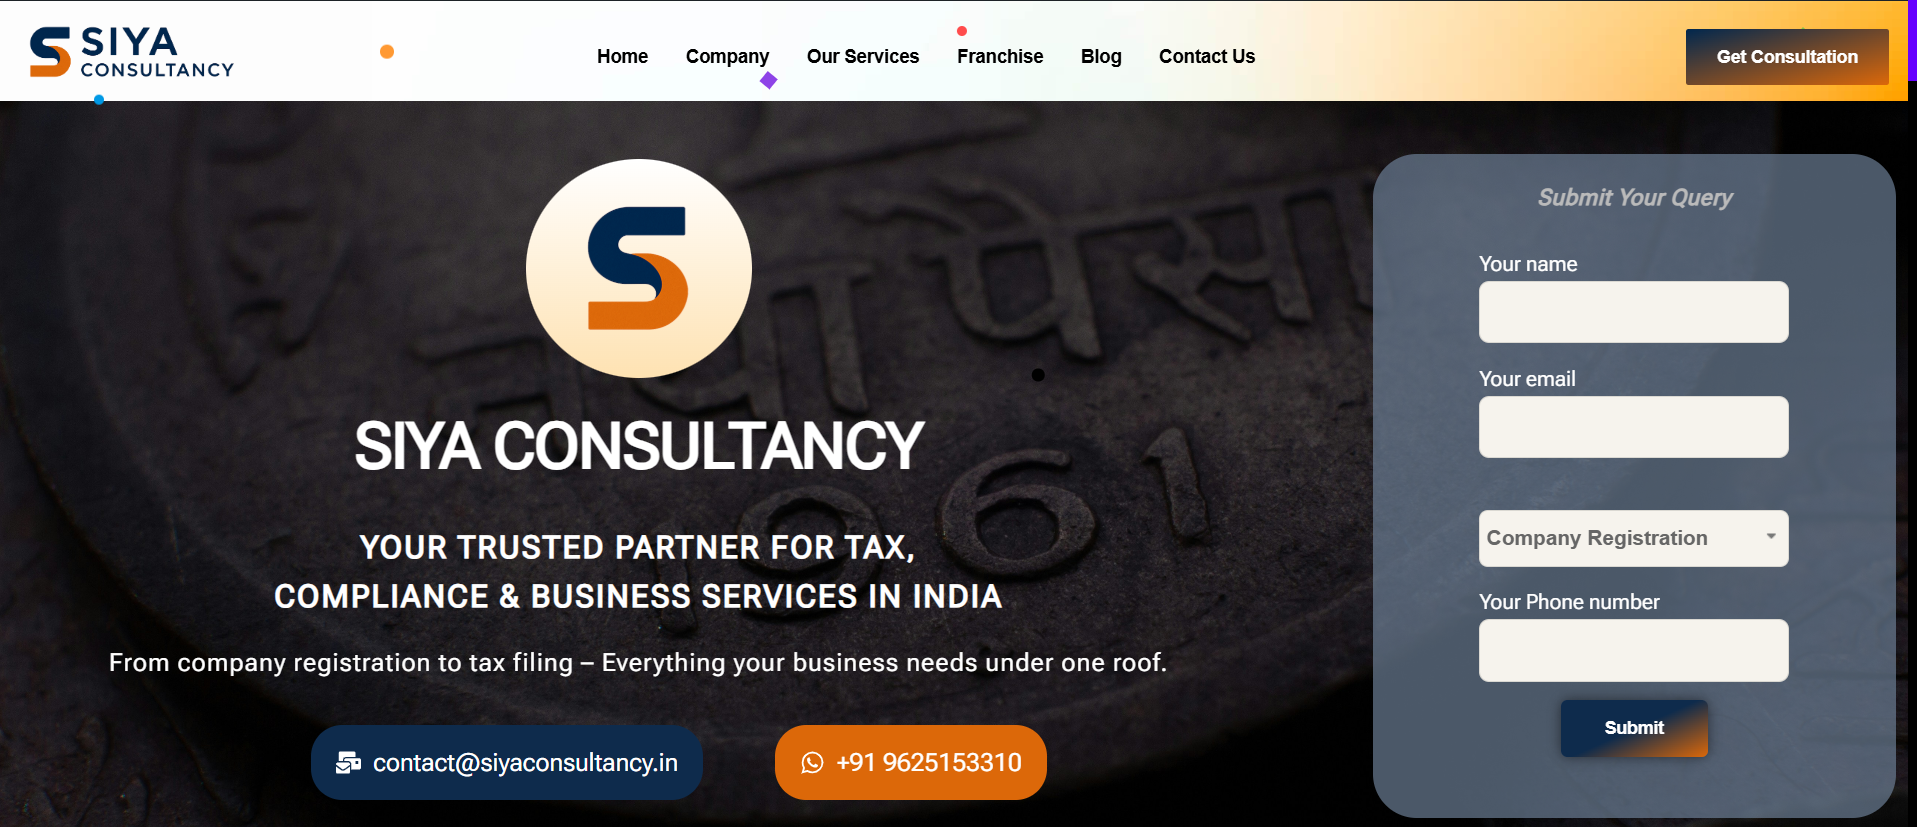 SIYA
CONSULTANCY
Home Company Our Services Franchise Blog Contact Us
Get Consultation
नया पैसा
1961
SIYA CONSULTANCY
YOUR TRUSTED PARTNER FOR TAX,
COMPLIANCE & BUSINESS SERVICES IN INDIA
From company registration to tax filing – Everything your business needs under one roof.
contact@siyaconsultancy.in
+91 9625153310
Submit Your Query
Your name
Your email
Company Registration
Your Phone number
Submit